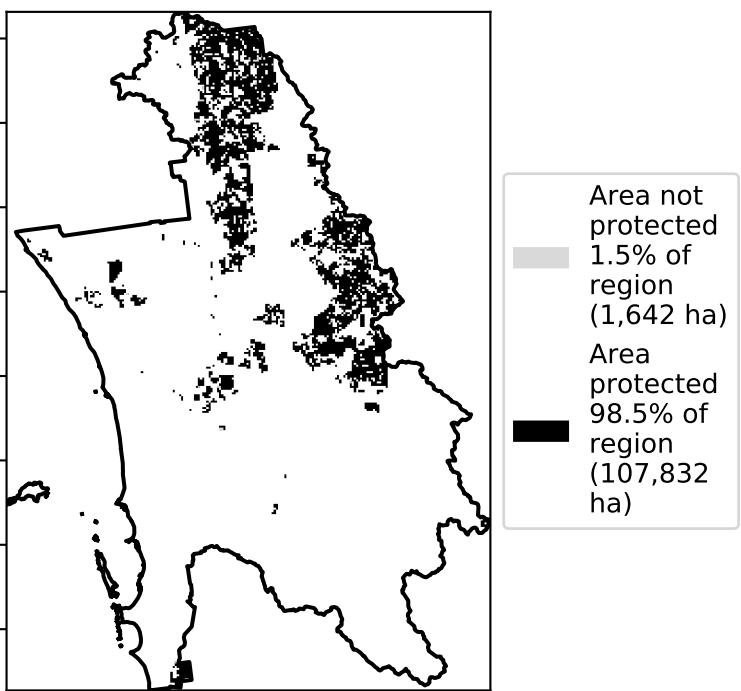 Area not
protected
1.5% of
region
(1,642 ha)
Area
protected
98.5% of
region
(107,832
ha)